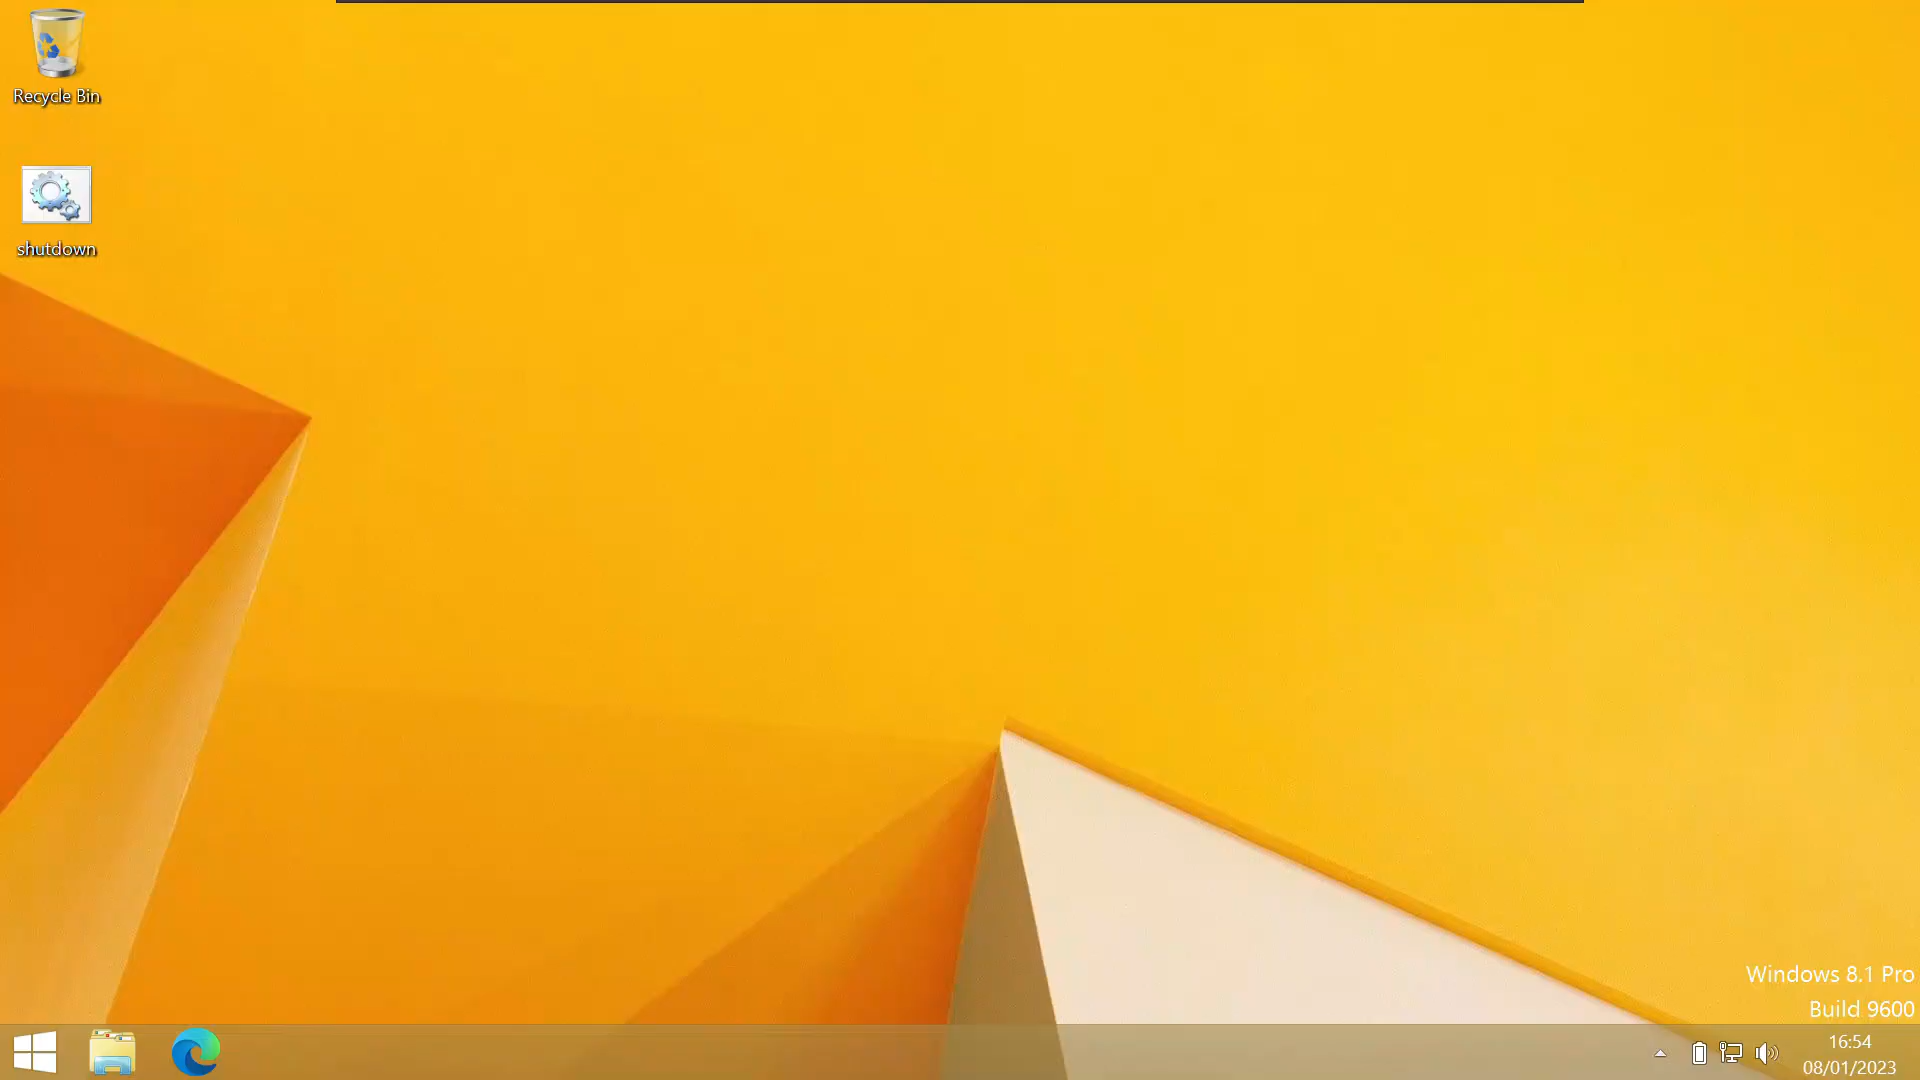 Recycle Bin
shutdown
Windows 8.1 Pro
Build 9600
16:54
08/01/2023